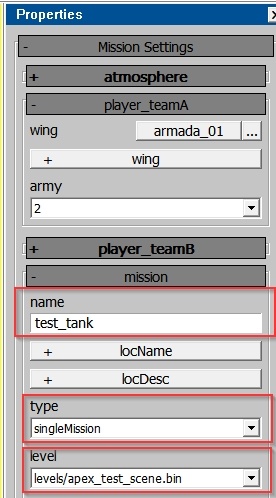 Properties
- Mission Settings
+ atmosphere
- player_teamA
wing armada_01 ...
+ wing
army
2
+ player_teamB
- mission
name
test_tank
+ locName
+ locDesc
type
singleMission
level
levels/apex_test_scene.bin